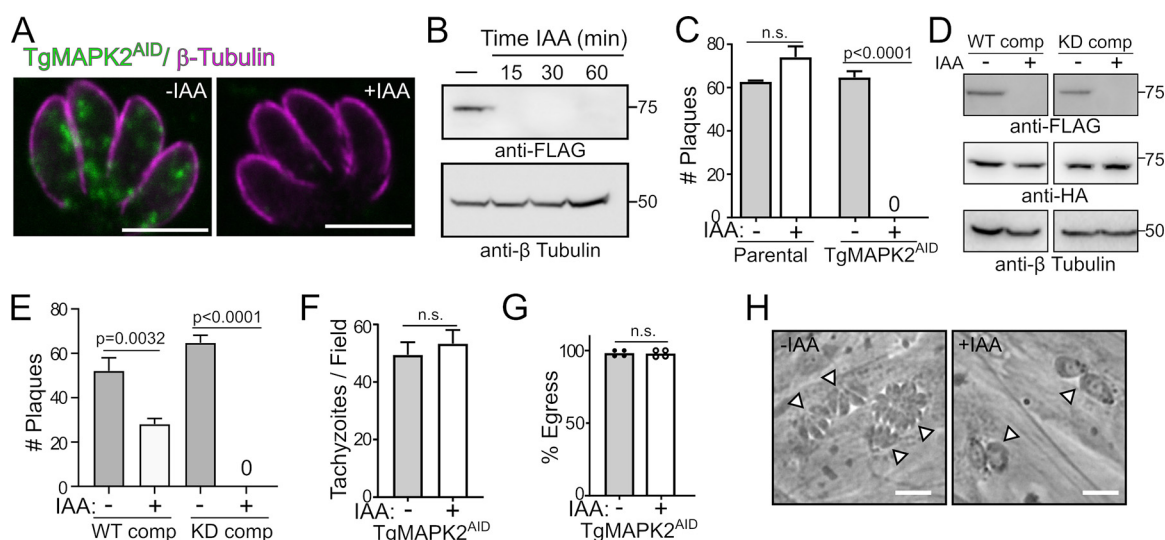 A
TgMAPK2AID/ β-Tubulin
-IAA
+IAA
B
Time IAA (min)
— 15 30 60
75
anti-FLAG
50
anti-β Tubulin
C
# Plaques
80
60
40
20
0
n.s.
p<0.0001
0
IAA: - + - +
Parental TgMAPK2AID
D
WT comp KD comp
IAA - + - +
anti-FLAG
75
anti-HA
75
anti-β Tubulin
50
E
# Plaques
80
60
40
20
0
p=0.0032
p<0.0001
0
IAA: - + - +
WT comp KD comp
F
Tachyzoites / Field
60
40
20
0
n.s.
IAA: - +
TgMAPK2AID
G
% Egress
100
50
0
n.s.
IAA: - +
TgMAPK2AID
H
-IAA
+IAA